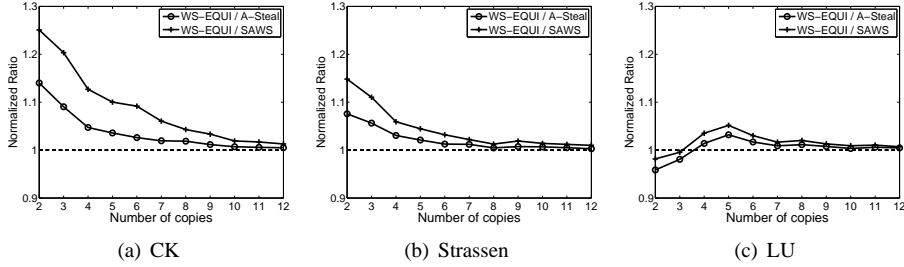 WS−EQUI / A−Steal
WS−EQUI / SAWS
1.3
1.2
1.1
1
0.9
Normalized Ratio
2 3 4 5 6 7 8 9 10 11 12
Number of copies
(a) CK
WS−EQUI / A−Steal
WS−EQUI / SAWS
1.3
1.2
1.1
1
0.9
Normalized Ratio
2 3 4 5 6 7 8 9 10 11 12
Number of copies
(b) Strassen
WS−EQUI / A−Steal
WS−EQUI / SAWS
1.3
1.2
1.1
1
0.9
Normalized Ratio
2 3 4 5 6 7 8 9 10 11 12
Number of copies
(c) LU